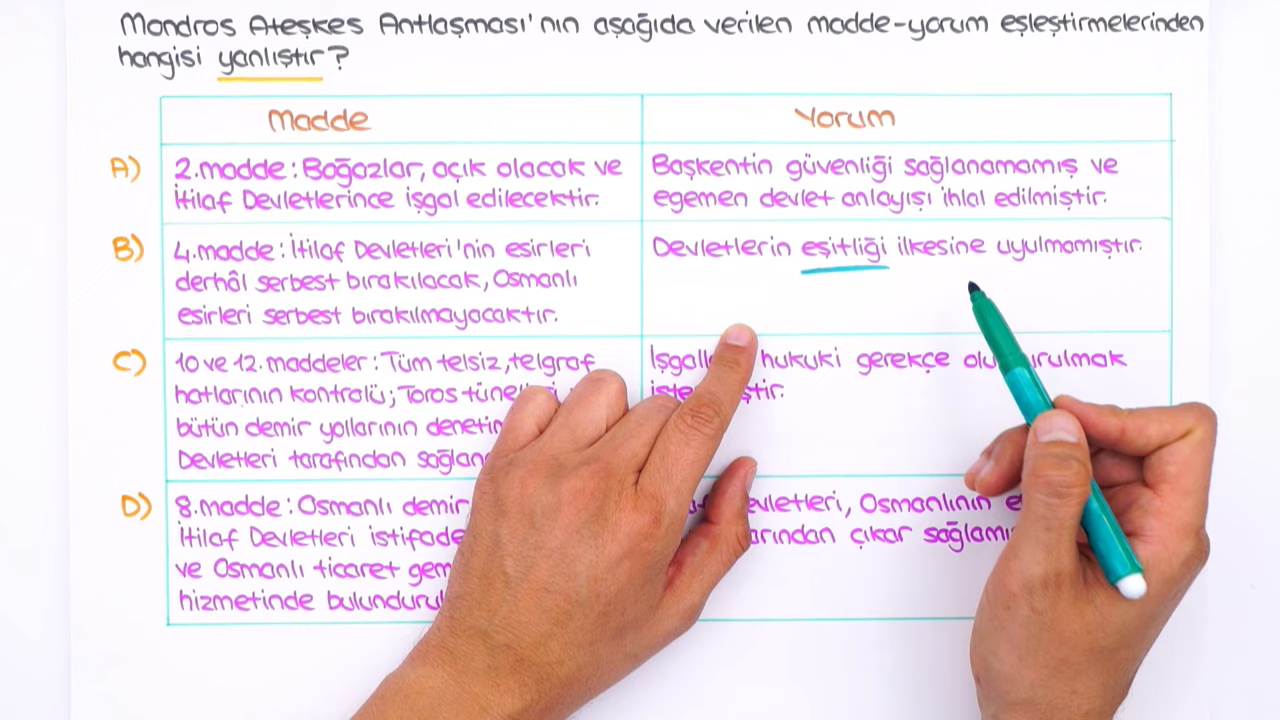 Mondros Ateşkes Antlaşması'nın aşağıda verilen madde-yorum eşleştirmelerinden
hangisi yanlıştır?
Madde
Yorum
A) 2.madde: Boğazlar, açık olacak ve
İtilaf Devletlerince işgal edilecektir.
Başkentin güvenliği sağlanamamış ve
egemen devlet anlayışı ihlal edilmiştir.
B) 4.madde: İtilaf Devletleri'nin esirleri
derhâl serbest bırakılacak, Osmanlı
esirleri serbest bırakılmayacaktır.
Devletlerin eşitliği ilkesine uyulmamıştır.
C) 10 ve 12. maddeler: Tüm telsiz, telgraf
hatlarının kontrolü; Toros
bütün demir yollarının
Devletleri tarafından
hukuki gerekçe
D) 8.madde: Osmanlı demir
İtilaf Devletleri
ve Osmanlı ticaret
hizmetinde
Osmanlının
çıkar